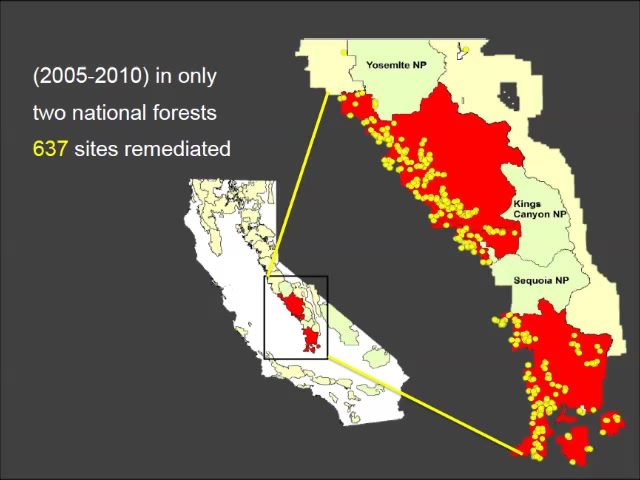 (2005-2010) in only
two national forests
637 sites remediated
Yosemite NP
Kings
Canyon NP
Sequoia NP